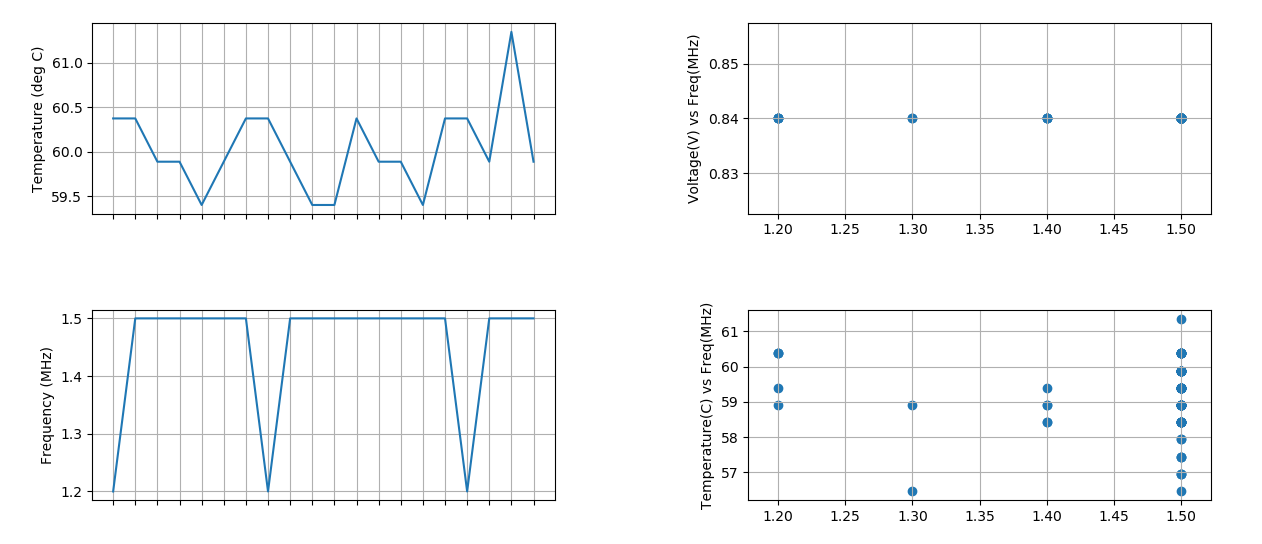 Temperature (deg C)
61.0
60.5
60.0
59.5
Voltage(V) vs Freq(MHz)
0.85
0.84
0.83
1.20 1.25 1.30 1.35 1.40 1.45 1.50
Frequency (MHz)
1.5
1.4
1.3
1.2
Temperature(C) vs Freq(MHz)
61
60
59
58
57
1.20 1.25 1.30 1.35 1.40 1.45 1.50